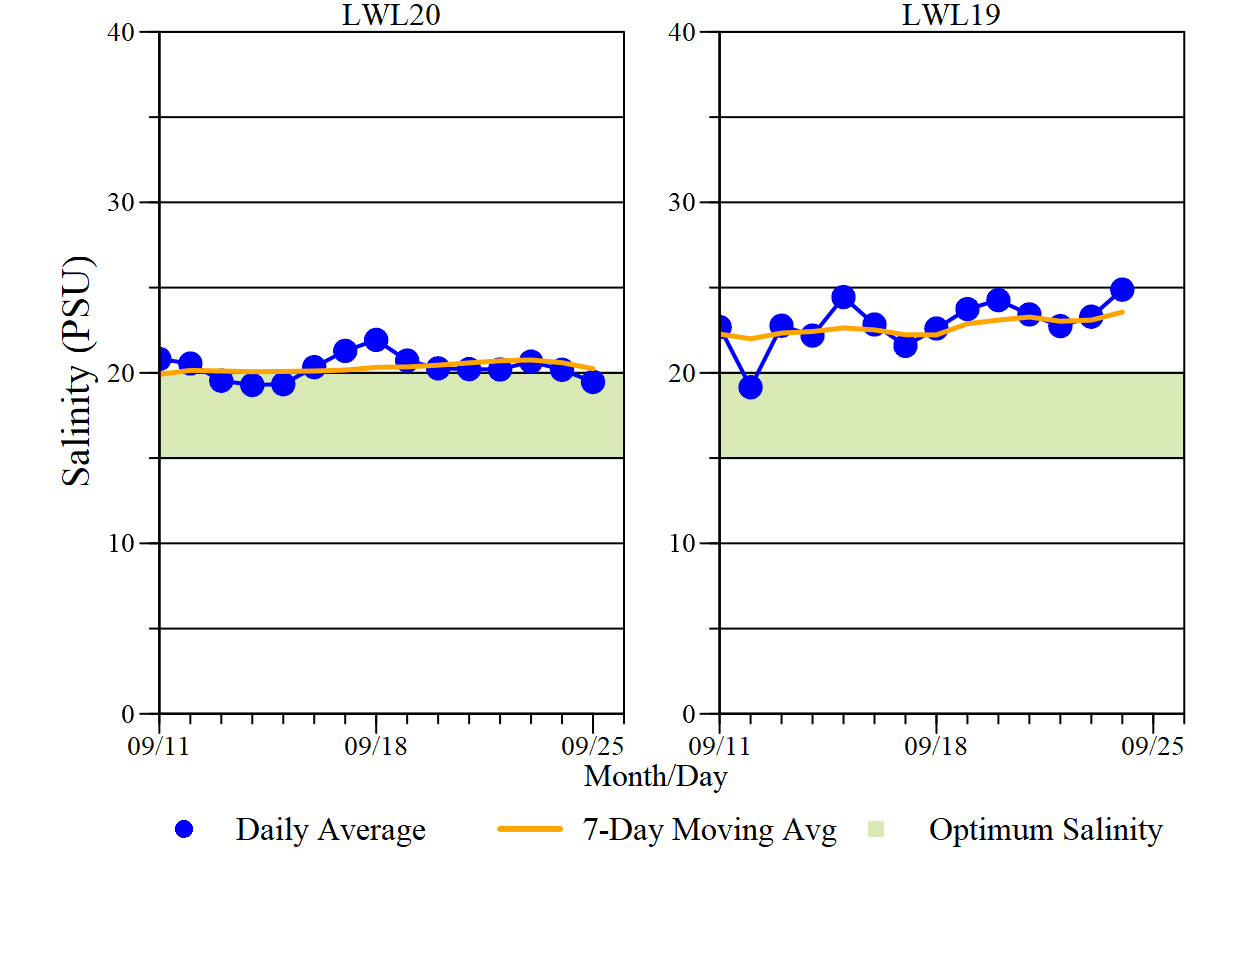 LWL20
LWL19
40
30
20
10
0
40
30
20
10
0
Salinity (PSU)
09/11
09/18
09/25
09/11
09/18
09/25
Month/Day
Daily Average
7-Day Moving Avg
Optimum Salinity